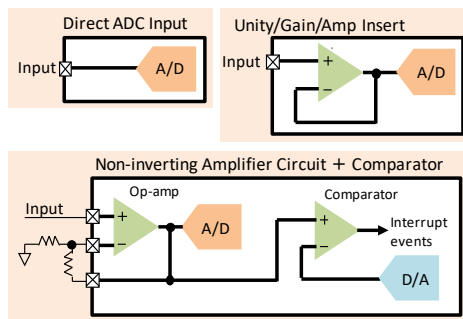 Direct ADC Input
Input
A/D
Unity/Gain/Amp Insert
Input
+
−
A/D
Non-inverting Amplifier Circuit + Comparator
Op-amp
Input
+
−
A/D
Comparator
+
−
Interrupt
events
D/A